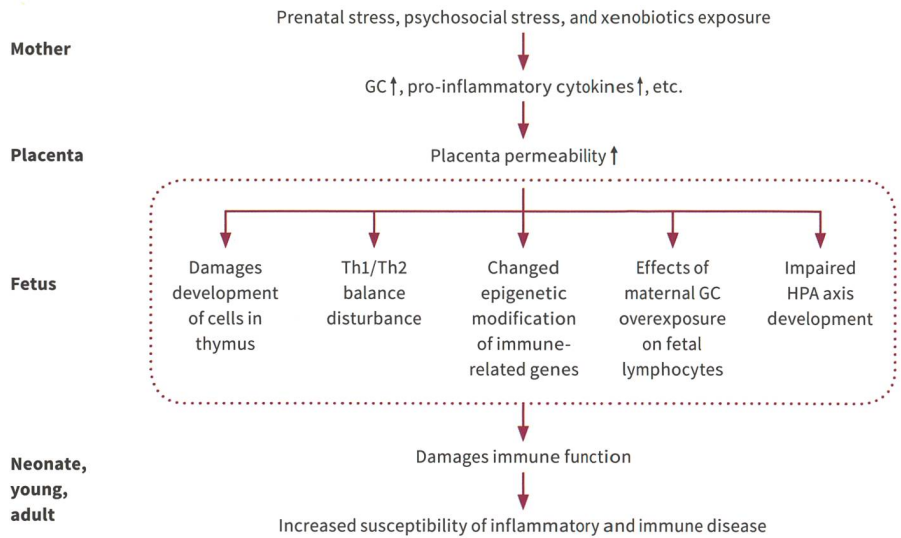 Prenatal stress, psychosocial stress, and xenobiotics exposure
Mother
GC↑, pro-inflammatory cytokines↑, etc.
Placenta
Placenta permeability↑
Fetus
Damages
development
of cells in
thymus
Th1/Th2
balance
disturbance
Changed
epigenetic
modification
of immune-
related genes
Effects of
maternal GC
overexposure
on fetal
lymphocytes
Impaired
HPA axis
development
Neonate,
young,
adult
Damages immune function
Increased susceptibility of inflammatory and immune disease